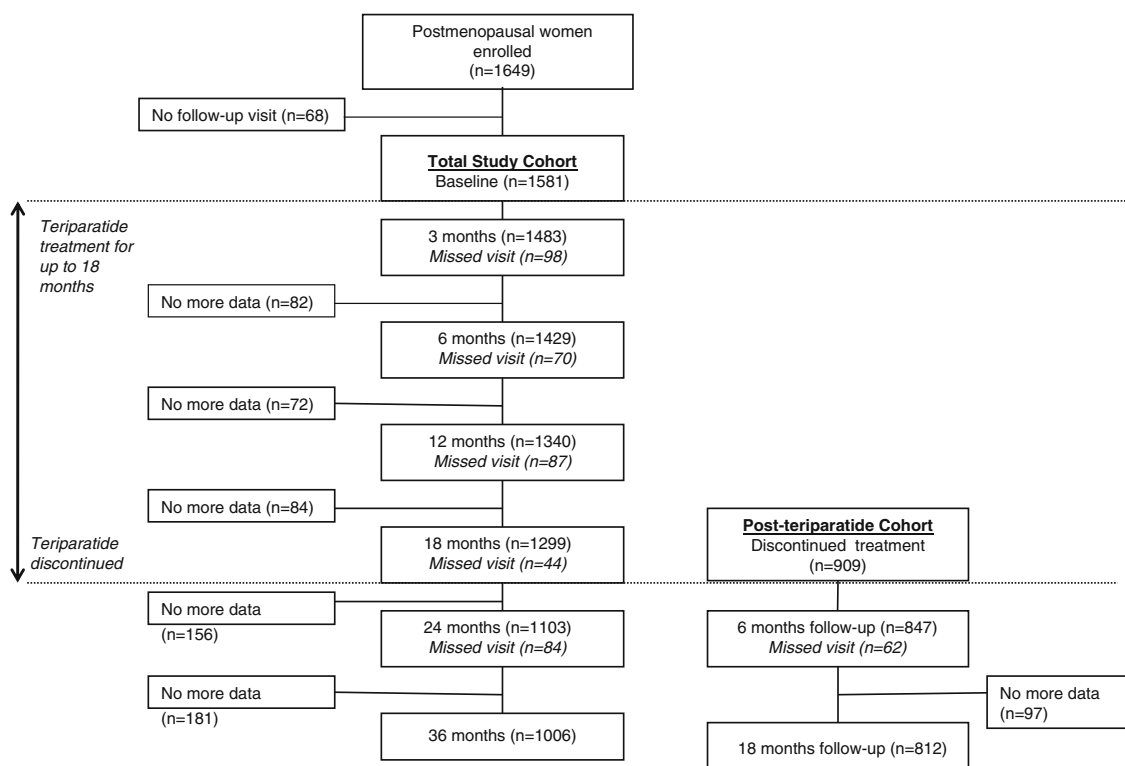 Postmenopausal women
enrolled
(n=1649)
No follow-up visit (n=68)
Total Study Cohort
Baseline (n=1581)
Teriparatide
treatment for
up to 18
months
3 months (n=1483)
Missed visit (n=98)
No more data (n=82)
6 months (n=1429)
Missed visit (n=70)
No more data (n=72)
12 months (n=1340)
Missed visit (n=87)
No more data (n=84)
Teriparatide
discontinued
18 months (n=1299)
Missed visit (n=44)
Post-teriparatide Cohort
Discontinued treatment
(n=909)
No more data
(n=156)
24 months (n=1103)
Missed visit (n=84)
6 months follow-up (n=847)
Missed visit (n=62)
No more data
(n=181)
No more data
(n=97)
36 months (n=1006)
18 months follow-up (n=812)